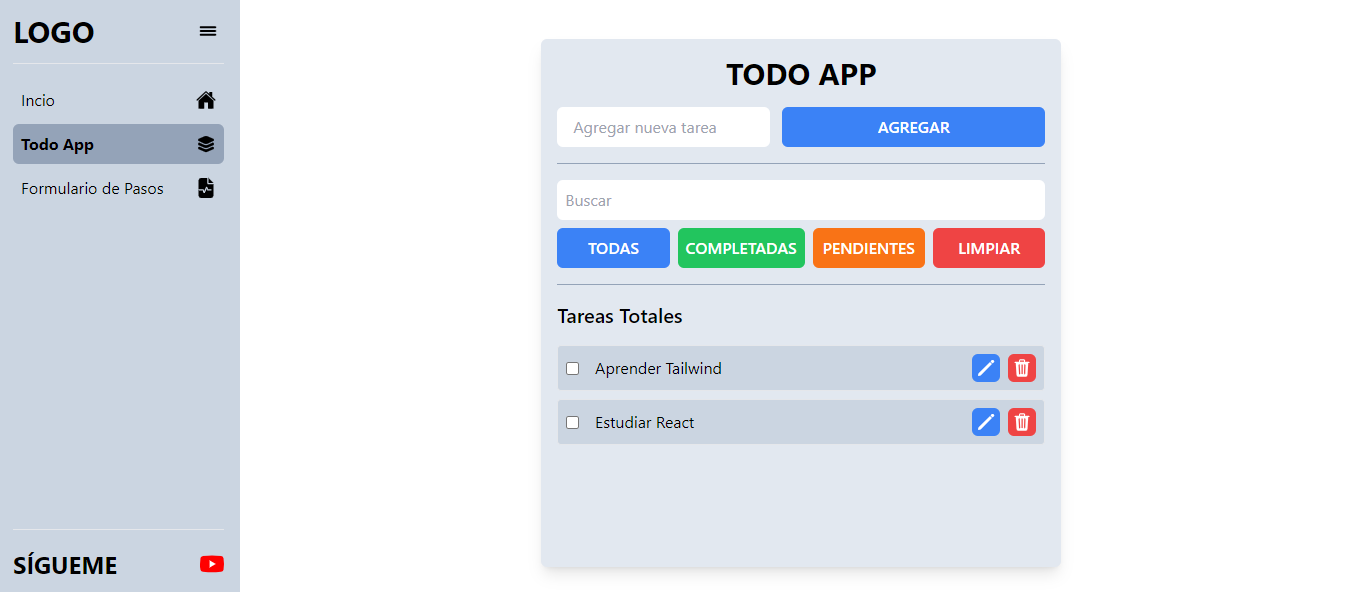 LOGO
Incio
Todo App
Formulario de Pasos
SÍGUEME
TODO APP
Agregar nueva tarea
AGREGAR
Buscar
TODAS
COMPLETADAS
PENDIENTES
LIMPIAR
Tareas Totales
Aprender Tailwind
Estudiar React